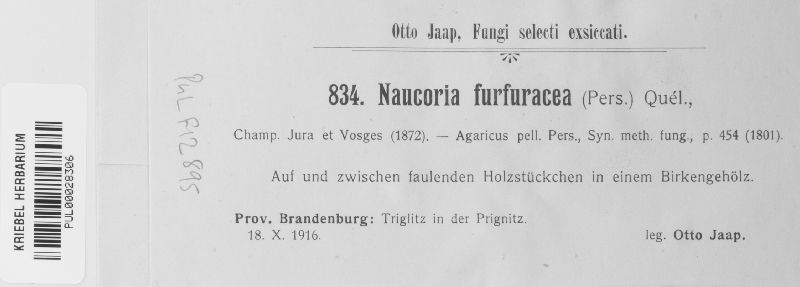 Otto Jaap, Fungi selecti exsiccati.
834. Naucoria furfuracea (Pers.) Quél.,
Champ. Jura et Vosges (1872). — Agaricus pell. Pers., Syn. meth. fung., p. 454 (1801).
Auf und zwischen faulenden Holzstückchen in einem Birkengehölz.
Prov. Brandenburg: Triglitz in der Prignitz.
18. X. 1916. leg. Otto Jaap.
PUL F12895
KRIEBEL HERBARIUM
PUL00028306